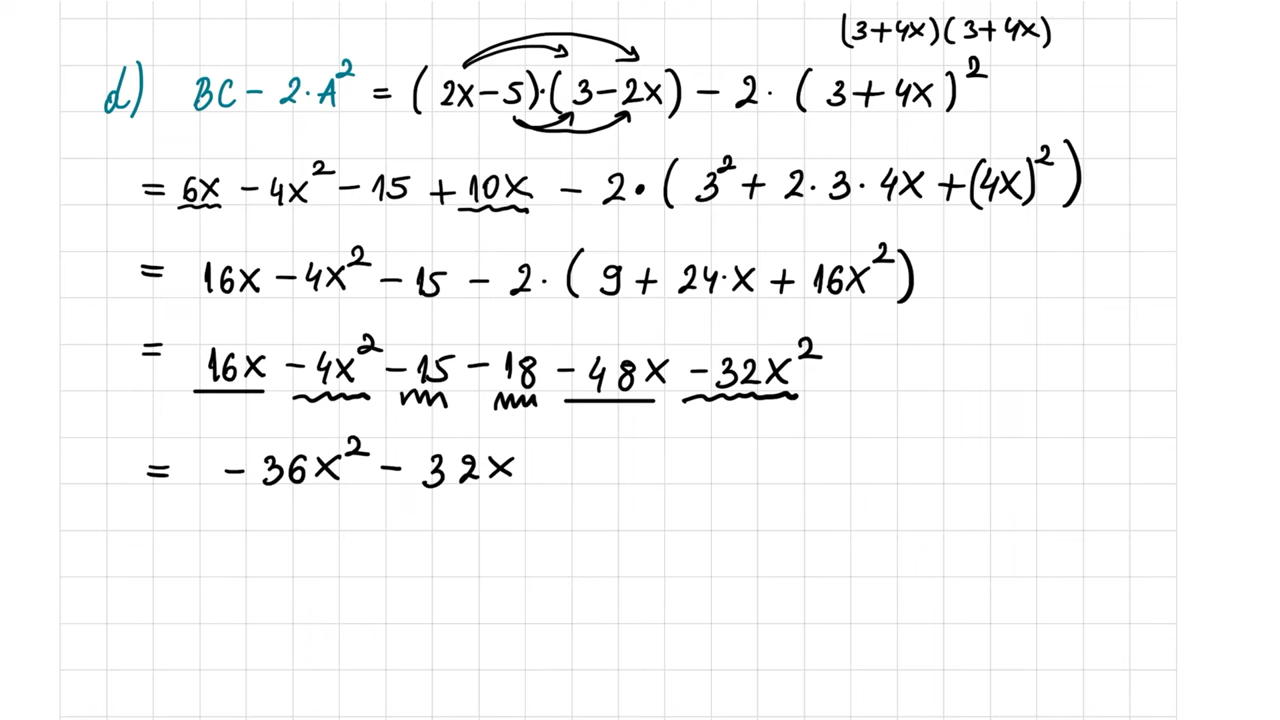 (3+4x)(3+4x)
d) BC - 2·A² = (2x-5)·(3-2x) - 2·(3+4x)²
= 6x - 4x² - 15 + 10x - 2·(3² + 2·3·4x + (4x)²)
= 16x - 4x² - 15 - 2·(9 + 24·x + 16x²)
= 16x - 4x² - 15 - 18 - 48x - 32x²
= - 36x² - 32x